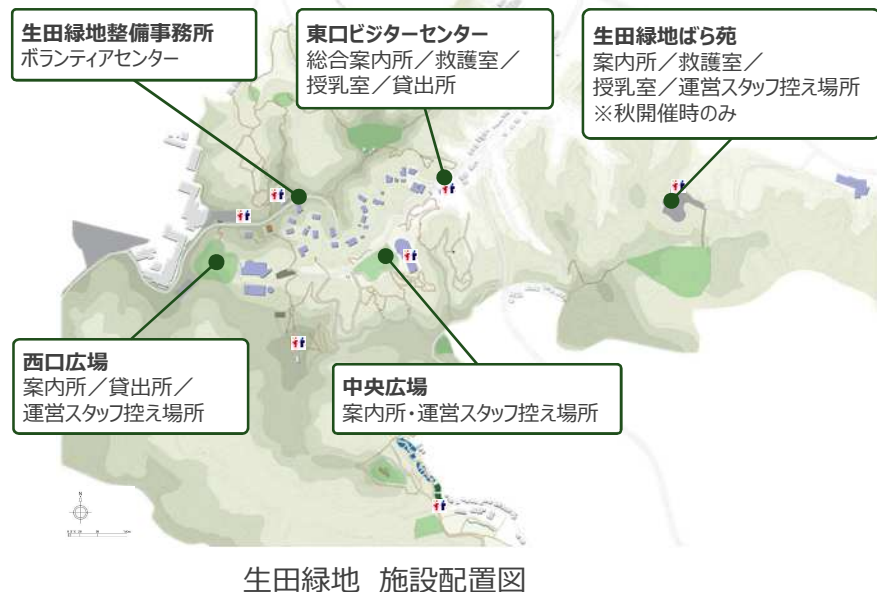 生田緑地整備事務所
ボランティアセンター
東口ビジターセンター
総合案内所／救護室／
授乳室／貸出所
生田緑地ばら苑
案内所／救護室／
授乳室／運営スタッフ控え場所
※秋開催時のみ
西口広場
案内所／貸出所／
運営スタッフ控え場所
中央広場
案内所・運営スタッフ控え場所
生田緑地 施設配置図